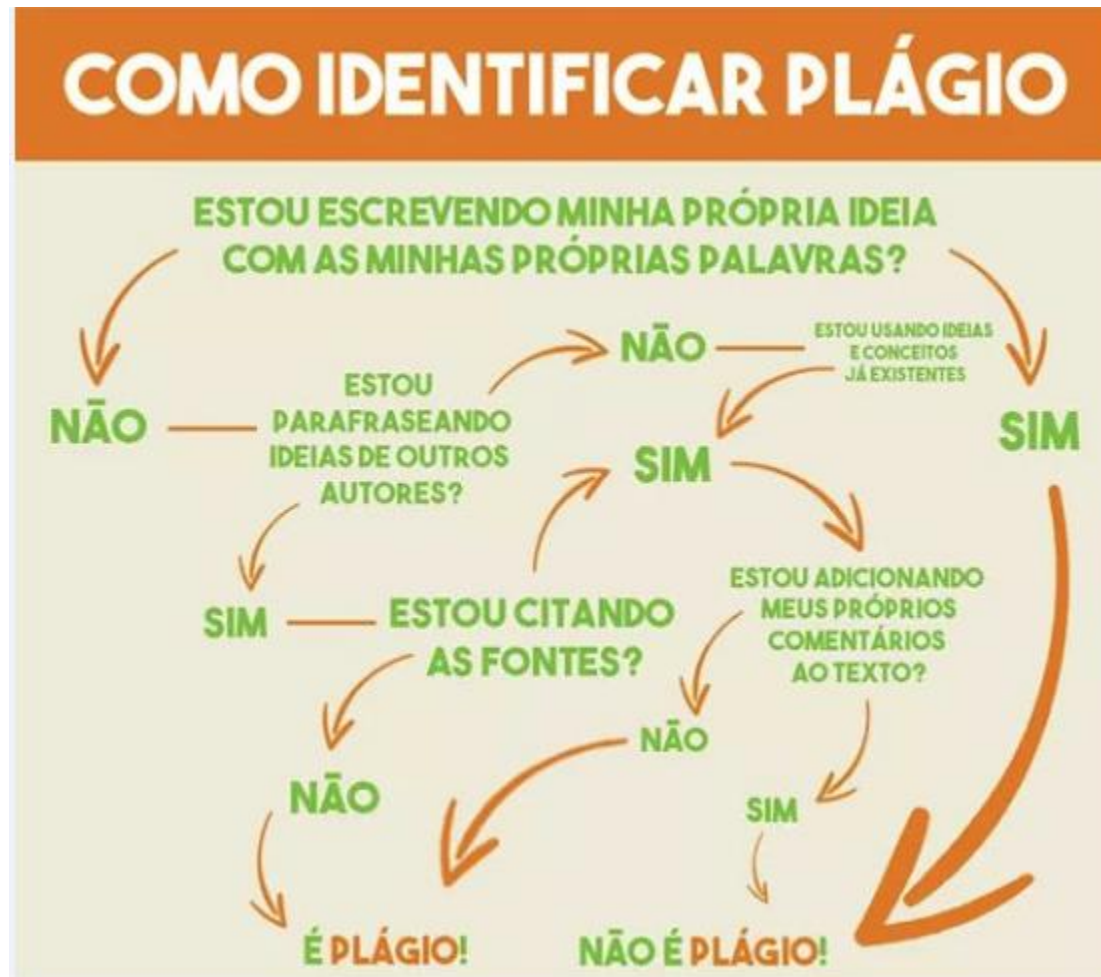 COMO IDENTIFICAR PLÁGIO
ESTOU ESCREVENDO MINHA PRÓPRIA IDEIA
COM AS MINHAS PRÓPRIAS PALAVRAS?
NÃO
ESTOU
PARAFRASEANDO
IDEIAS DE OUTROS
AUTORES?
NÃO
ESTOU USANDO IDEIAS
E CONCEITOS
JÁ EXISTENTES
SIM
SIM
SIM
ESTOU CITANDO
AS FONTES?
ESTOU ADICIONANDO
MEUS PRÓPRIOS
COMENTÁRIOS
AO TEXTO?
NÃO
NÃO
SIM
É PLÁGIO!
NÃO É PLÁGIO!